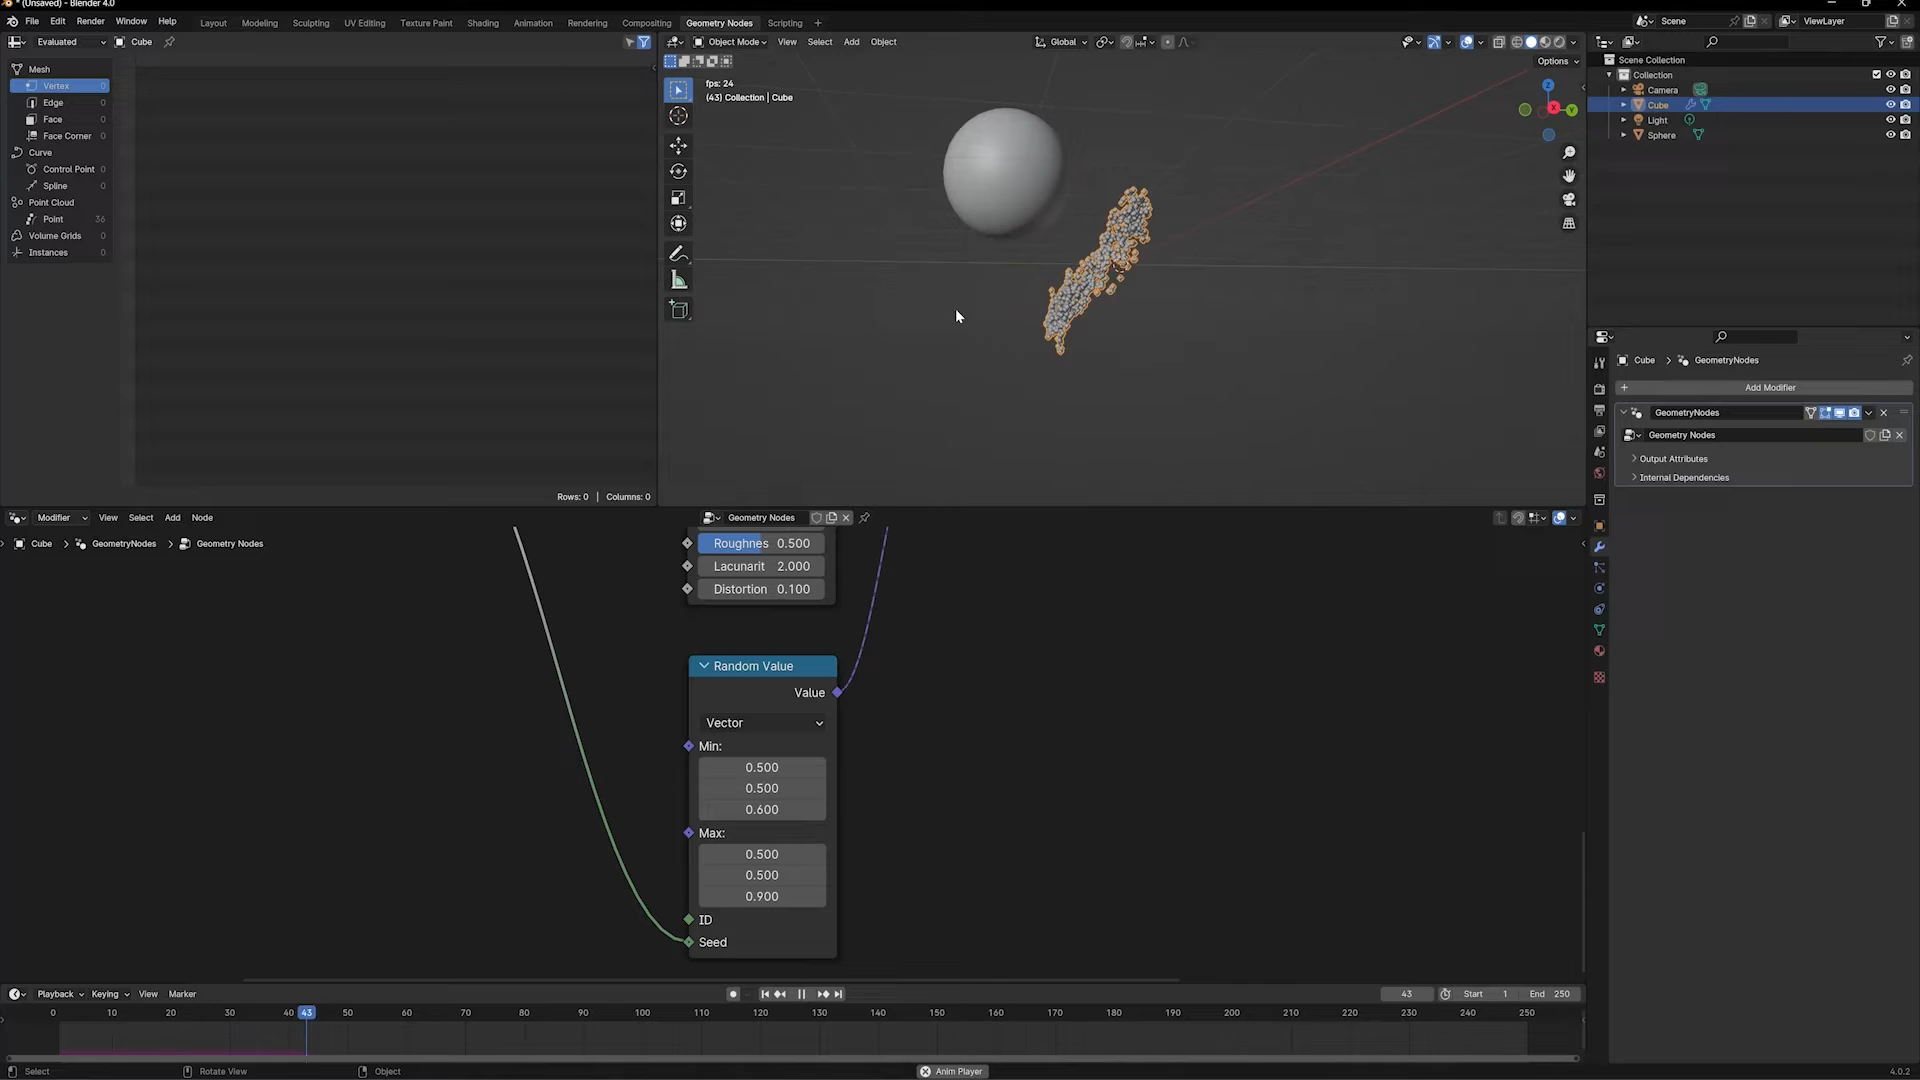 * (Unsaved) - Blender 4.0
File Edit Render Window Help Layout Modeling Sculpting UV Editing Texture Paint Shading Animation Rendering Compositing Geometry Nodes Scripting + Scene ViewLayer
Evaluated Cube
Object Mode View Select Add Object Global
Options
Mesh
Vertex 0
Edge 0
Face 0
Face Corner 0
Curve
Control Point 0
Spline 0
Point Cloud
Point 36
Volume Grids 0
Instances 0
Rows: 0 | Columns: 0
fps: 24
(43) Collection | Cube
Z
X
Y
Scene Collection
Collection
Camera
Cube
Light
Sphere
Cube > GeometryNodes
+ Add Modifier
GeometryNodes
Geometry Nodes
> Output Attributes
> Internal Dependencies
Modifier View Select Add Node Geometry Nodes
Cube > GeometryNodes > Geometry Nodes
Roughnes 0.500
Lacunarit 2.000
Distortion 0.100
Random Value
Value
Vector
Min:
0.500
0.500
0.600
Max:
0.500
0.500
0.900
ID
Seed
Playback Keying View Marker 43 Start 1 End 250
0 10 20 30 40 43 50 60 70 80 90 100 110 120 130 140 150 160 170 180 190 200 210 220 230 240 250
Select Rotate View Object Anim Player 4.0.2